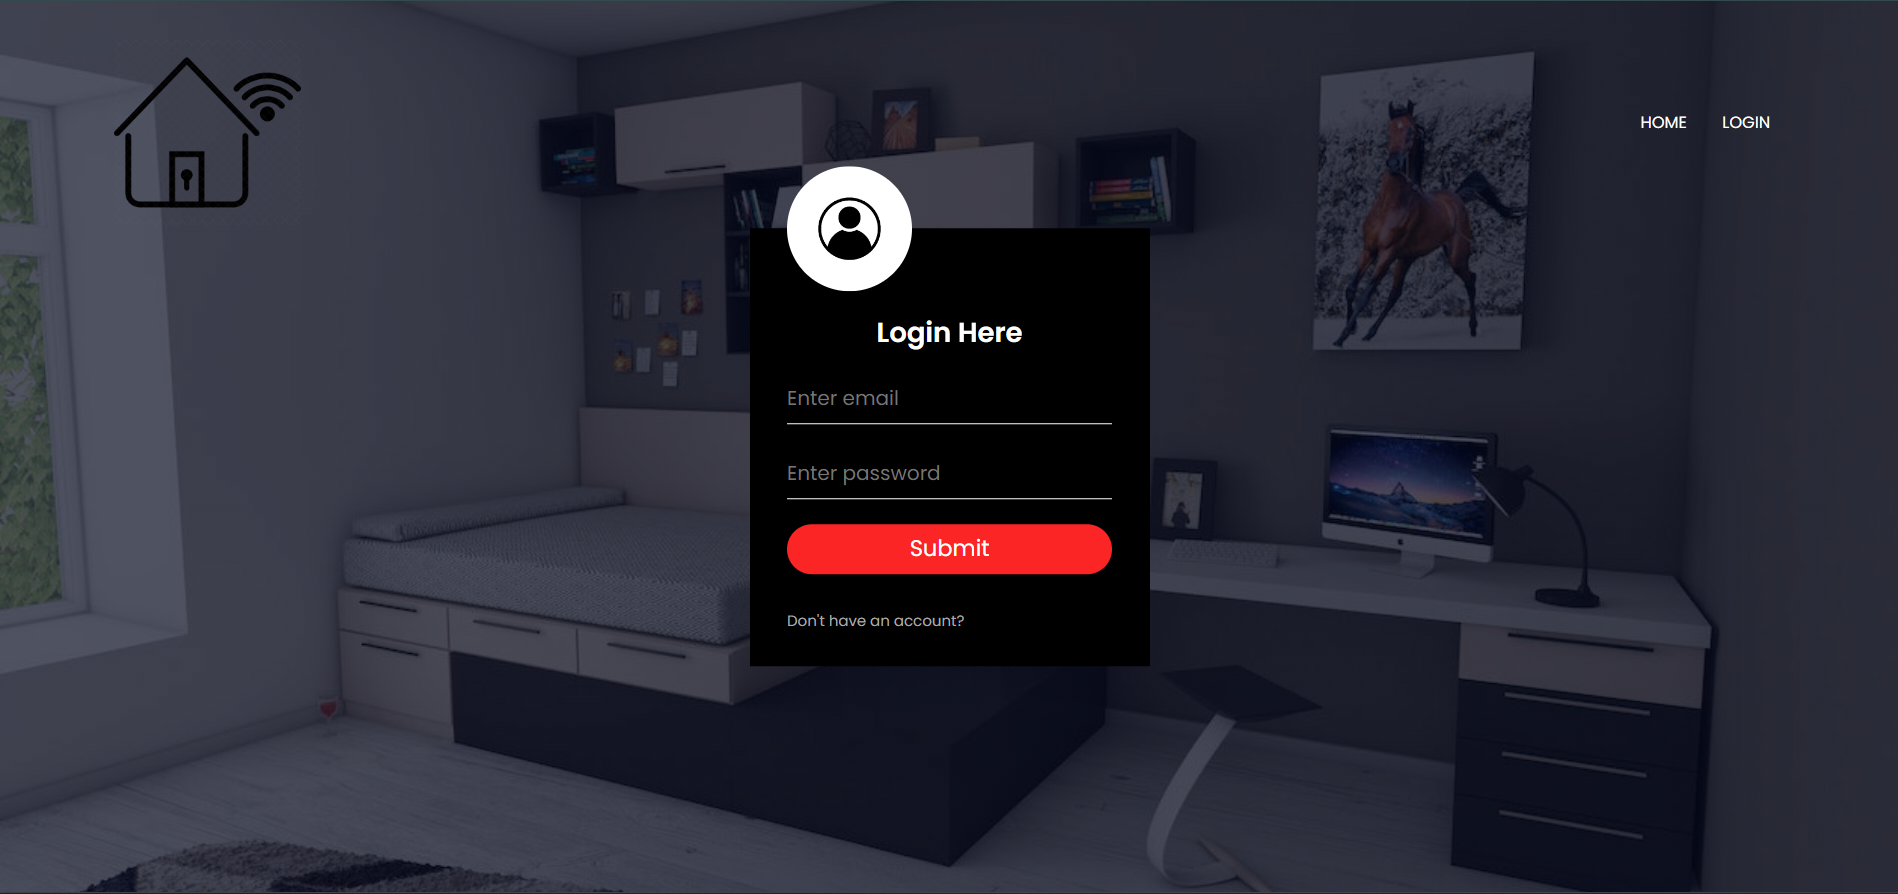 HOME LOGIN
Login Here
Enter email
Enter password
Submit
Don't have an account?